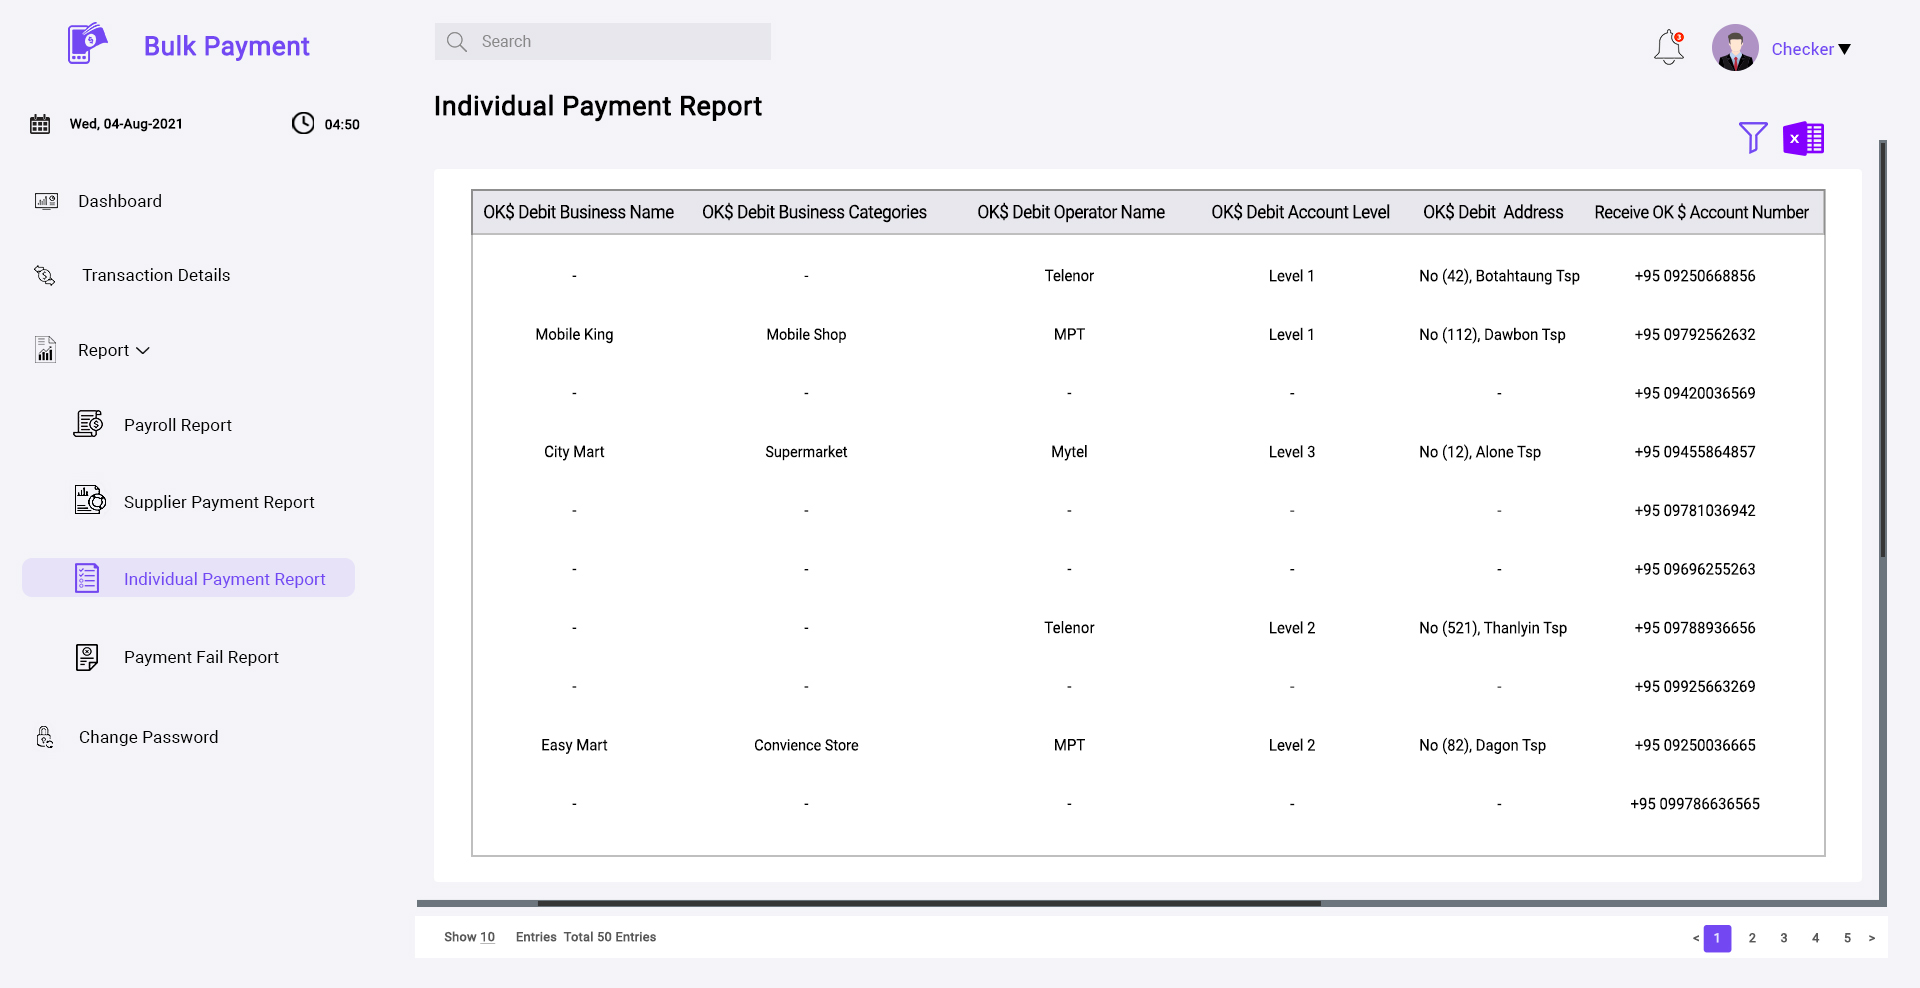 Bulk Payment
Search
3
Checker
Wed, 04-Aug-2021
04:50
Individual Payment Report
X
Dashboard
Transaction Details
Report
Payroll Report
Supplier Payment Report
Individual Payment Report
Payment Fail Report
Change Password
OK$ Debit Business Name OK$ Debit Business Categories OK$ Debit Operator Name OK$ Debit Account Level OK$ Debit Address Receive OK $ Account Number
- - Telenor Level 1 No (42), Botahtaung Tsp +95 09250668856
Mobile King Mobile Shop MPT Level 1 No (112), Dawbon Tsp +95 09792562632
- - - - - +95 09420036569
City Mart Supermarket Mytel Level 3 No (12), Alone Tsp +95 09455864857
- - - - - +95 09781036942
- - - - - +95 09696255263
- - Telenor Level 2 No (521), Thanlyin Tsp +95 09788936656
- - - - - +95 09925663269
Easy Mart Convience Store MPT Level 2 No (82), Dagon Tsp +95 09250036665
- - - - - +95 099786636565
Show 10 Entries Total 50 Entries
< 1 2 3 4 5 >